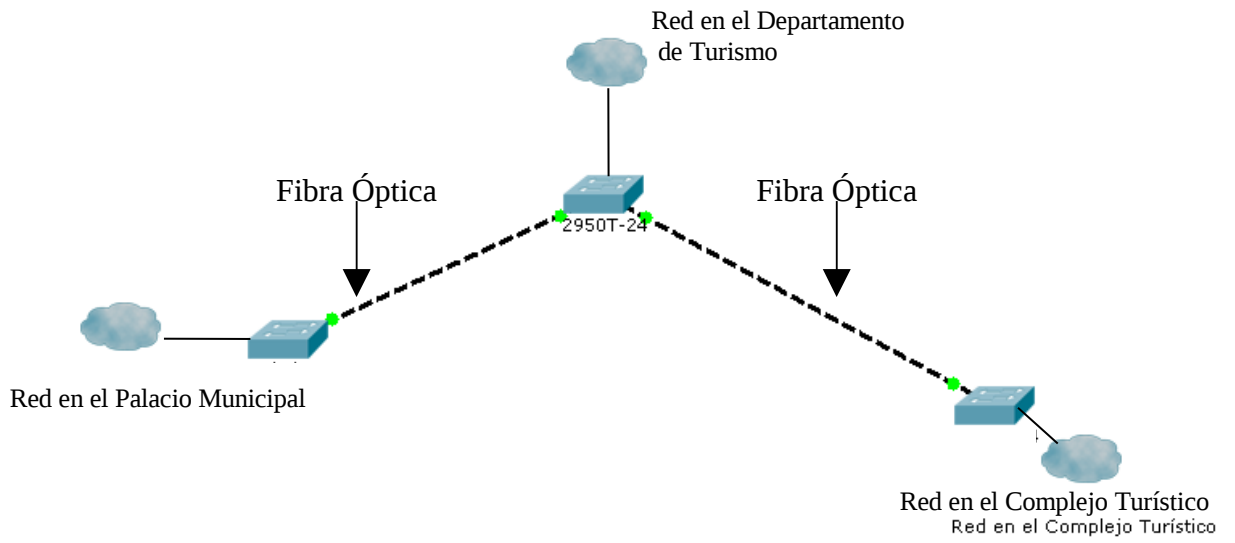 Red en el Departamento
de Turismo
Fibra Óptica
Fibra Óptica
2950T-24
Red en el Palacio Municipal
Red en el Complejo Turístico
Red en el Complejo Turístico